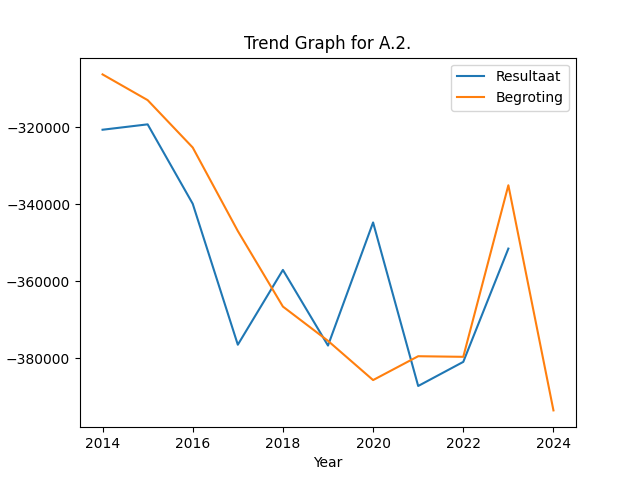 Trend Graph for A.2.
Resultaat
Begroting
−320000
−340000
−360000
−380000
2014 2016 2018 2020 2022 2024
Year